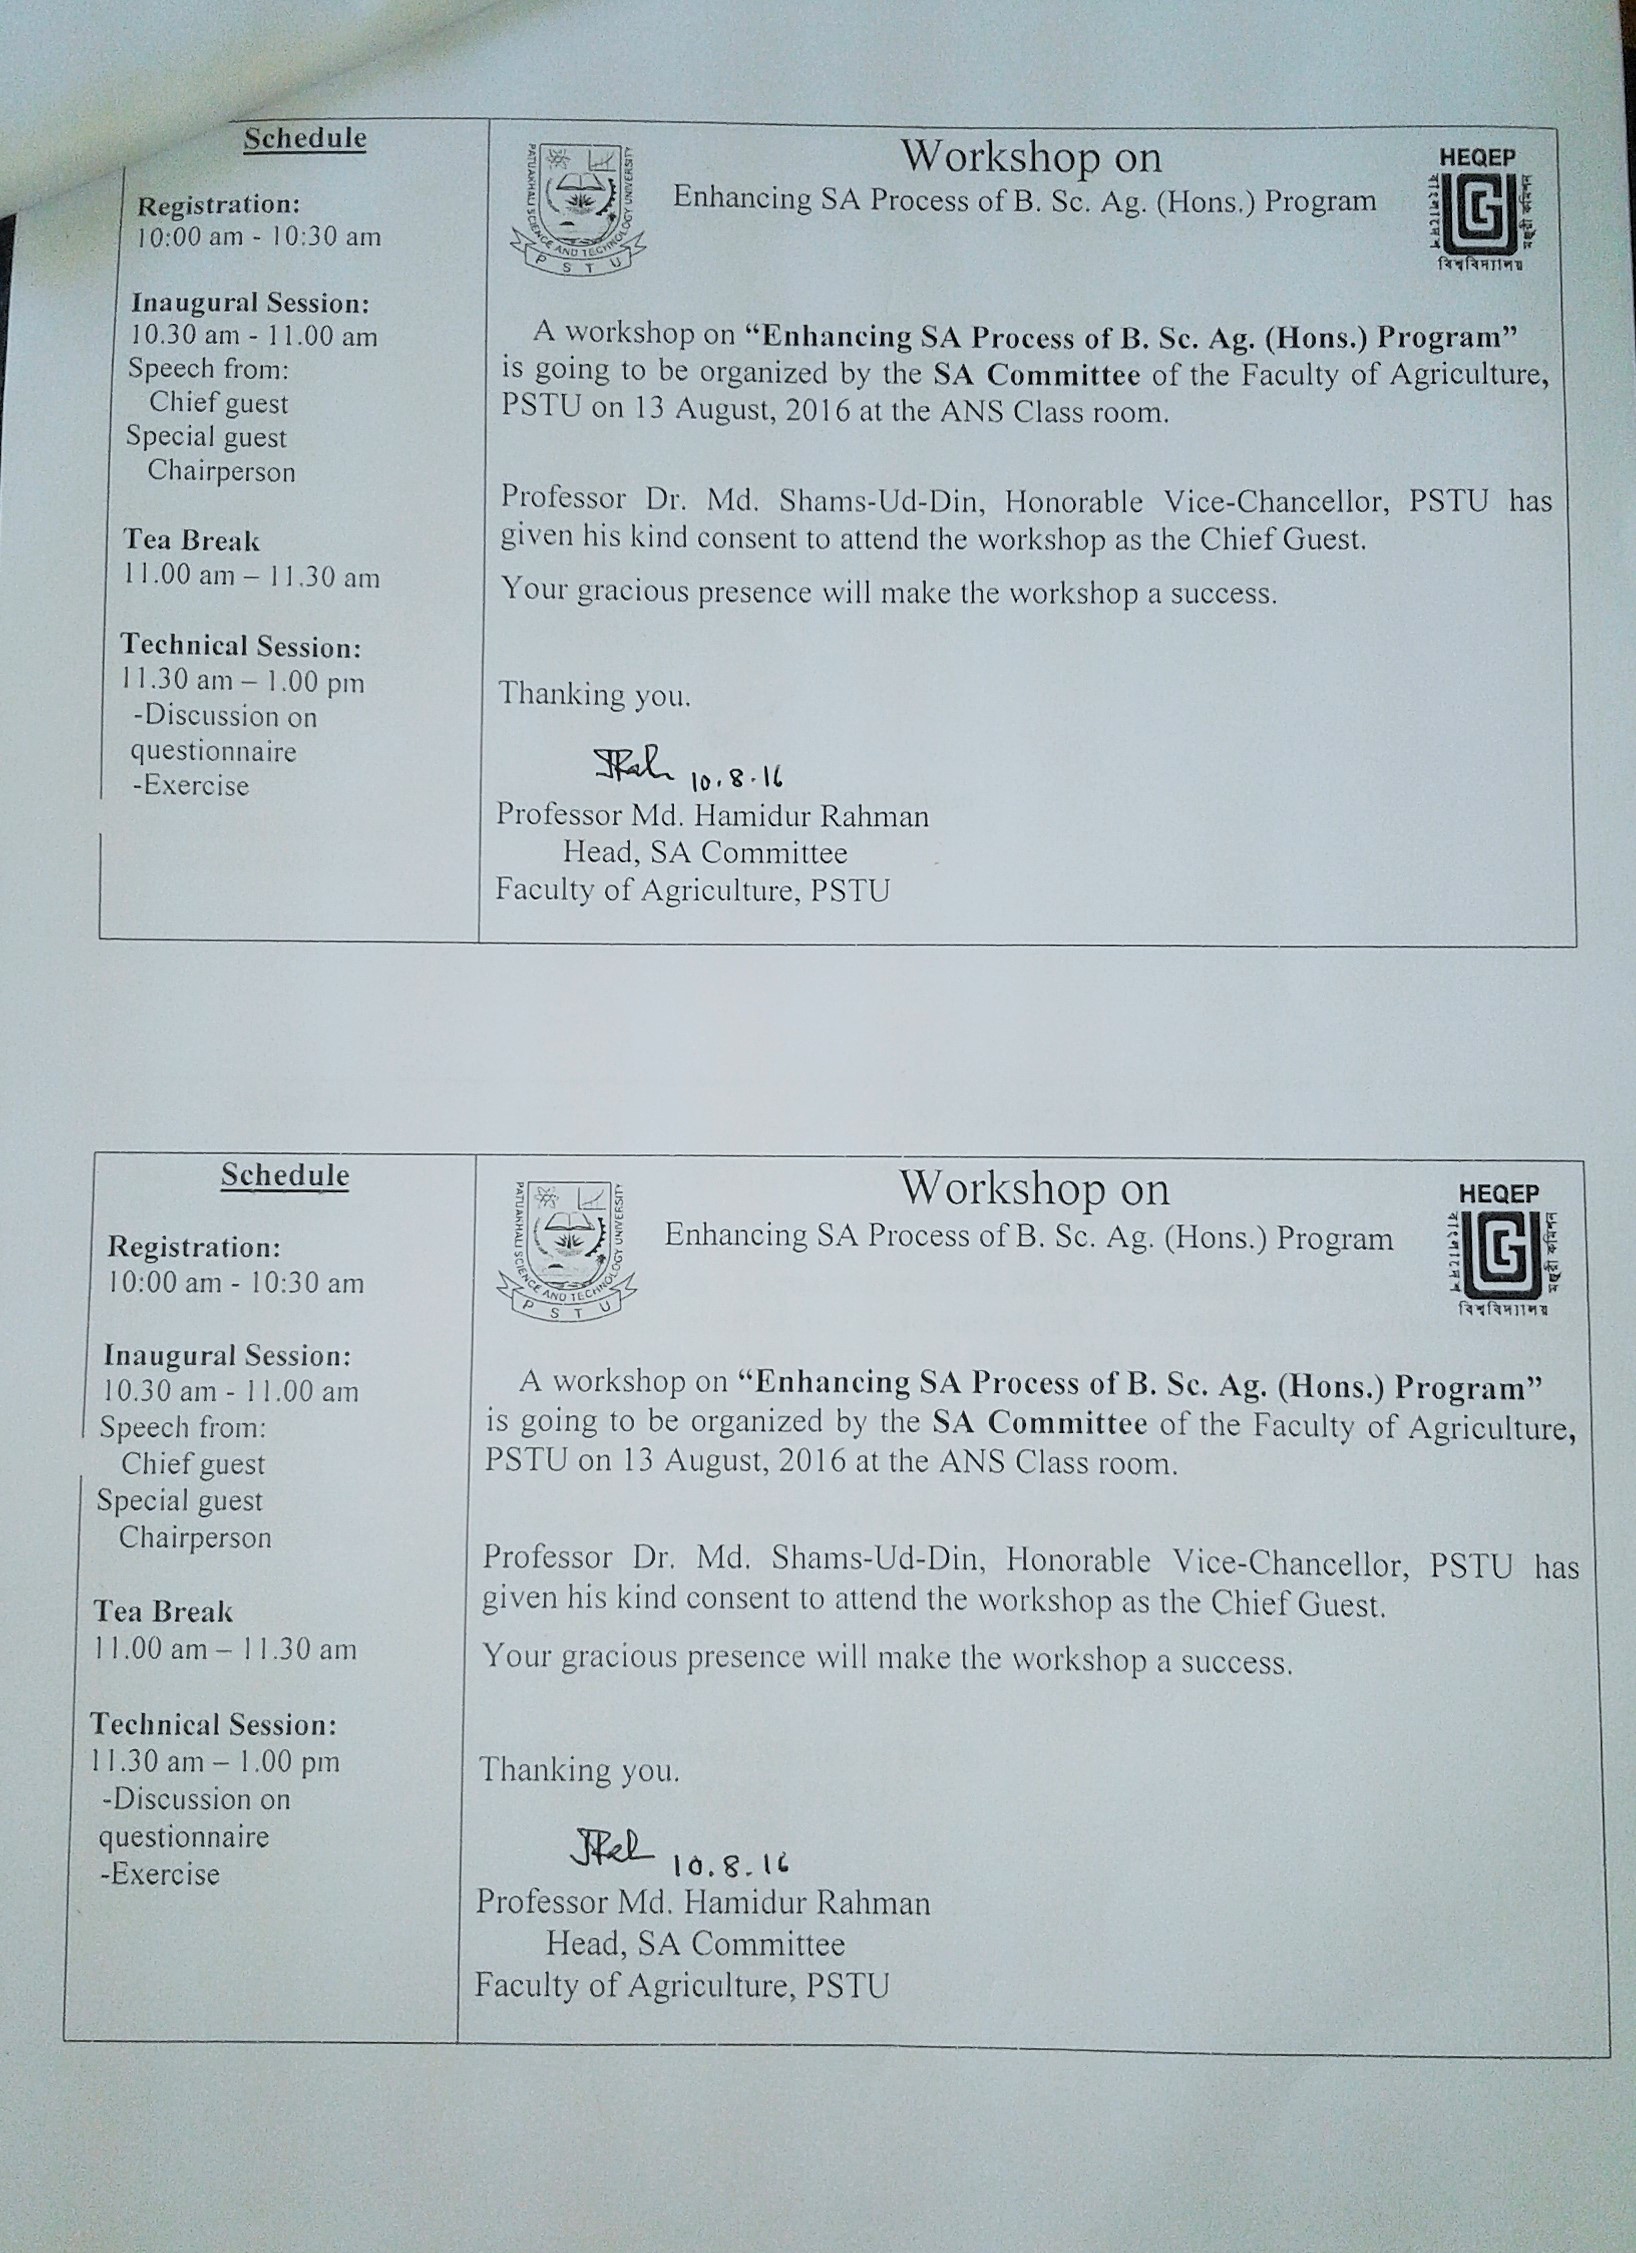 Schedule
Registration:
10:00 am - 10:30 am
Inaugural Session:
10.30 am - 11.00 am
Speech from:
Chief guest
Special guest
Chairperson
Tea Break
11.00 am – 11.30 am
Technical Session:
11.30 am – 1.00 pm
-Discussion on
questionnaire
-Exercise
PATUAKHALI SCIENCE AND TECHNOLOGY UNIVERSITY
PSTU
Workshop on
Enhancing SA Process of B. Sc. Ag. (Hons.) Program
HEQEP
বাংলাদেশ
বিশ্ববিদ্যালয়
মঞ্জুরী কমিশন
A workshop on “Enhancing SA Process of B. Sc. Ag. (Hons.) Program”
is going to be organized by the SA Committee of the Faculty of Agriculture,
PSTU on 13 August, 2016 at the ANS Class room.
Professor Dr. Md. Shams-Ud-Din, Honorable Vice-Chancellor, PSTU has
given his kind consent to attend the workshop as the Chief Guest.
Your gracious presence will make the workshop a success.
Thanking you.
10.8.16
Professor Md. Hamidur Rahman
Head, SA Committee
Faculty of Agriculture, PSTU
Schedule
Registration:
10:00 am - 10:30 am
Inaugural Session:
10.30 am - 11.00 am
Speech from:
Chief guest
Special guest
Chairperson
Tea Break
11.00 am – 11.30 am
Technical Session:
11.30 am – 1.00 pm
-Discussion on
questionnaire
-Exercise
PATUAKHALI SCIENCE AND TECHNOLOGY UNIVERSITY
PSTU
Workshop on
Enhancing SA Process of B. Sc. Ag. (Hons.) Program
HEQEP
বাংলাদেশ
বিশ্ববিদ্যালয়
মঞ্জুরী কমিশন
A workshop on “Enhancing SA Process of B. Sc. Ag. (Hons.) Program”
is going to be organized by the SA Committee of the Faculty of Agriculture,
PSTU on 13 August, 2016 at the ANS Class room.
Professor Dr. Md. Shams-Ud-Din, Honorable Vice-Chancellor, PSTU has
given his kind consent to attend the workshop as the Chief Guest.
Your gracious presence will make the workshop a success.
Thanking you.
10.8.16
Professor Md. Hamidur Rahman
Head, SA Committee
Faculty of Agriculture, PSTU